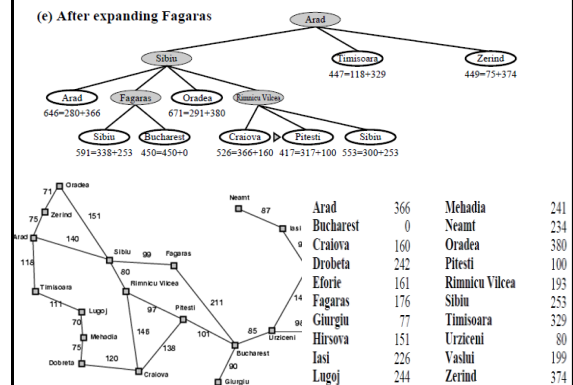 (e) After expanding Fagaras
Arad
Sibiu
Timisoara
Zerind
447=118+329
449=75+374
Arad
Fagaras
Oradea
Rimnicu Vilcea
646=280+366
671=291+380
Sibiu
Bucharest
Craiova
Pitesti
Sibiu
591=338+253
450=450+0
526=366+160
417=317+100
553=300+253
Oradea
71
Zerind
75
151
Arad
140
Sibiu
99
Fagaras
118
80
Rimnicu Vilcea
Timisoara
111
Lugoj
70
Mehadia
75
Dobreta
120
Craiova
146
138
97
Pitesti
101
211
Bucharest
90
Giurgiu
85
Urziceni
Neamt
87
Iasi
Arad 366 Mehadia 241
Bucharest 0 Neamt 234
Craiova 160 Oradea 380
Drobeta 242 Pitesti 100
Eforie 161 Rimnicu Vilcea 193
Fagaras 176 Sibiu 253
Giurgiu 77 Timisoara 329
Hirsova 151 Urziceni 80
Iasi 226 Vaslui 199
Lugoj 244 Zerind 374